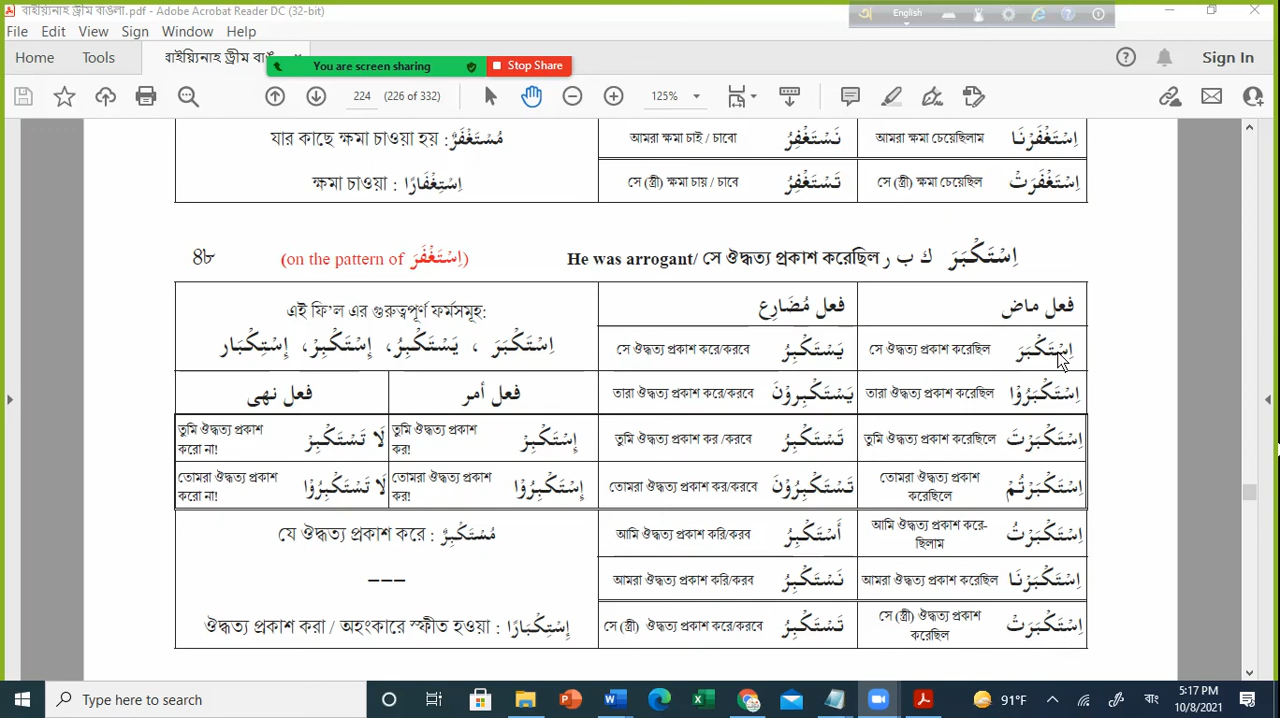 বাইয়্যিনাহ ড্রীম বাঙলা.pdf - Adobe Acrobat Reader DC (32-bit)
English
File Edit View Sign Window Help
Home Tools
You are screen sharing Stop Share
Sign In
224 (226 of 332) 125%
যার কাছে ক্ষমা চাওয়া হয় : مُسْتَغْفَرٌ আমরা ক্ষমা চাই / চাবো نَسْتَغْفِرُ আমরা ক্ষমা চেয়েছিলাম اِسْتَغْفَرْنَا
ক্ষমা চাওয়া : اِسْتِغْفَارًا সে (স্ত্রী) ক্ষমা চায় / চাবে تَسْتَغْفِرُ সে (স্ত্রী) ক্ষমা চেয়েছিল اِسْتَغْفَرَتْ
৪৮ (on the pattern of اِسْتَغْفَرَ) He was arrogant/ সে ঔদ্ধত্য প্রকাশ করেছিল ك ب ر اِسْتَكْبَرَ
এই ফি'ল এর গুরুত্বপূর্ণ ফর্মসমূহ: فعل مُضَارِع فعل ماض
اِسْتَكْبَرَ ، يَسْتَكْبِرُ، إِسْتَكْبِرْ، إِسْتِكْبَار সে ঔদ্ধত্য প্রকাশ করে/করবে يَسْتَكْبِرُ সে ঔদ্ধত্য প্রকাশ করেছিল اِسْتَكْبَرَ
فعل نهى فعل أمر তারা ঔদ্ধত্য প্রকাশ করে/করবে يَسْتَكْبِرِوْنَ তারা ঔদ্ধত্য প্রকাশ করেছিল اِسْتَكْبَرُوْا
তুমি ঔদ্ধত্য প্রকাশ করো না! لَا تَسْتَكْبِرْ তুমি ঔদ্ধত্য প্রকাশ কর! إِسْتَكْبِرْ তুমি ঔদ্ধত্য প্রকাশ কর /করবে تَسْتَكْبِرُ তুমি ঔদ্ধত্য প্রকাশ করেছিলে اِسْتَكْبَرْتَ
তোমরা ঔদ্ধত্য প্রকাশ করো না! لَا تَسْتَكْبِرُوْا তোমরা ঔদ্ধত্য প্রকাশ কর! إِسْتَكْبِرُوْا তোমরা ঔদ্ধত্য প্রকাশ কর/করবে تَسْتَكْبِرُوْنَ তোমরা ঔদ্ধত্য প্রকাশ করেছিলে اِسْتَكْبَرْتُمْ
যে ঔদ্ধত্য প্রকাশ করে : مُسْتَكْبِرٌ আমি ঔদ্ধত্য প্রকাশ করি/করব أَسْتَكْبِرُ আমি ঔদ্ধত্য প্রকাশ করে-ছিলাম اِسْتَكْبَرْتُ
--- আমরা ঔদ্ধত্য প্রকাশ করি/করব نَسْتَكْبِرُ আমরা ঔদ্ধত্য প্রকাশ করেছিল اِسْتَكْبَرْنَا
ঔদ্ধত্য প্রকাশ করা / অহংকারে স্ফীত হওয়া : إِسْتِكْبَارًا সে (স্ত্রী) ঔদ্ধত্য প্রকাশ করে/করবে تَسْتَكْبِرُ সে (স্ত্রী) ঔদ্ধত্য প্রকাশ করেছিল اِسْتَكْبَرَتْ
Type here to search 91°F বাং 5:17 PM
10/8/2021